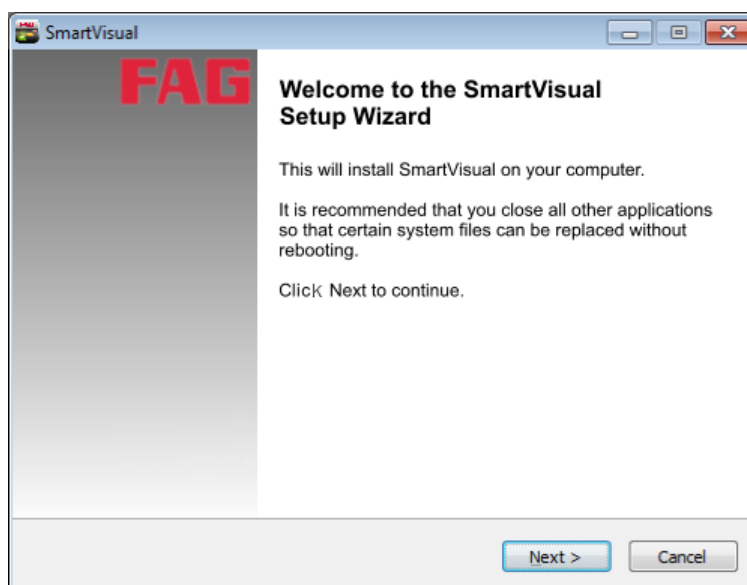 SmartVisual
FAG
Welcome to the SmartVisual
Setup Wizard
This will install SmartVisual on your computer.
It is recommended that you close all other applications
so that certain system files can be replaced without
rebooting.
Click Next to continue.
Next >
Cancel